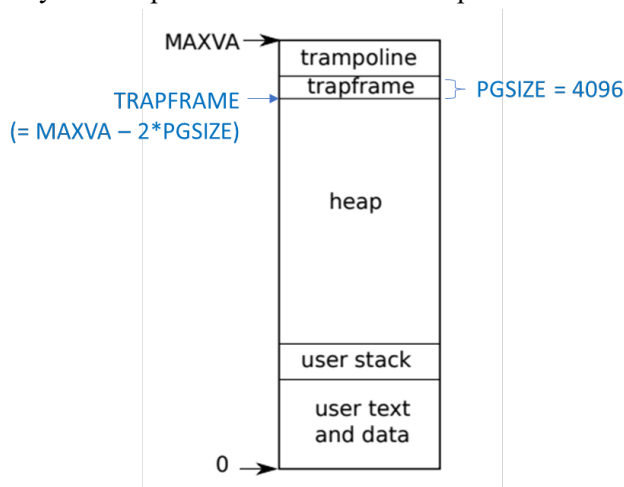 MAXVA
trampoline
trapframe
PGSIZE = 4096
TRAPFRAME
(= MAXVA – 2*PGSIZE)
heap
user stack
user text
and data
0